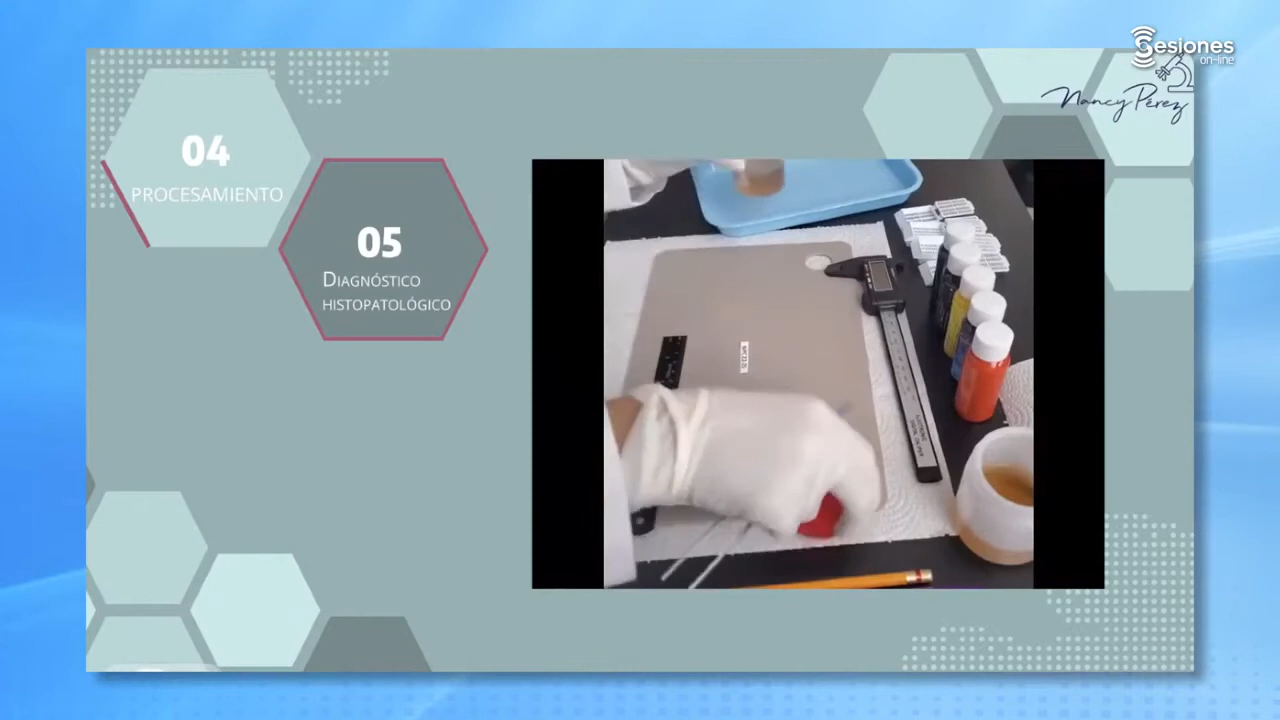 Sesiones
on-line
Nancy Pérez
04
PROCESAMIENTO
05
DIAGNÓSTICO
HISTOPATOLÓGICO